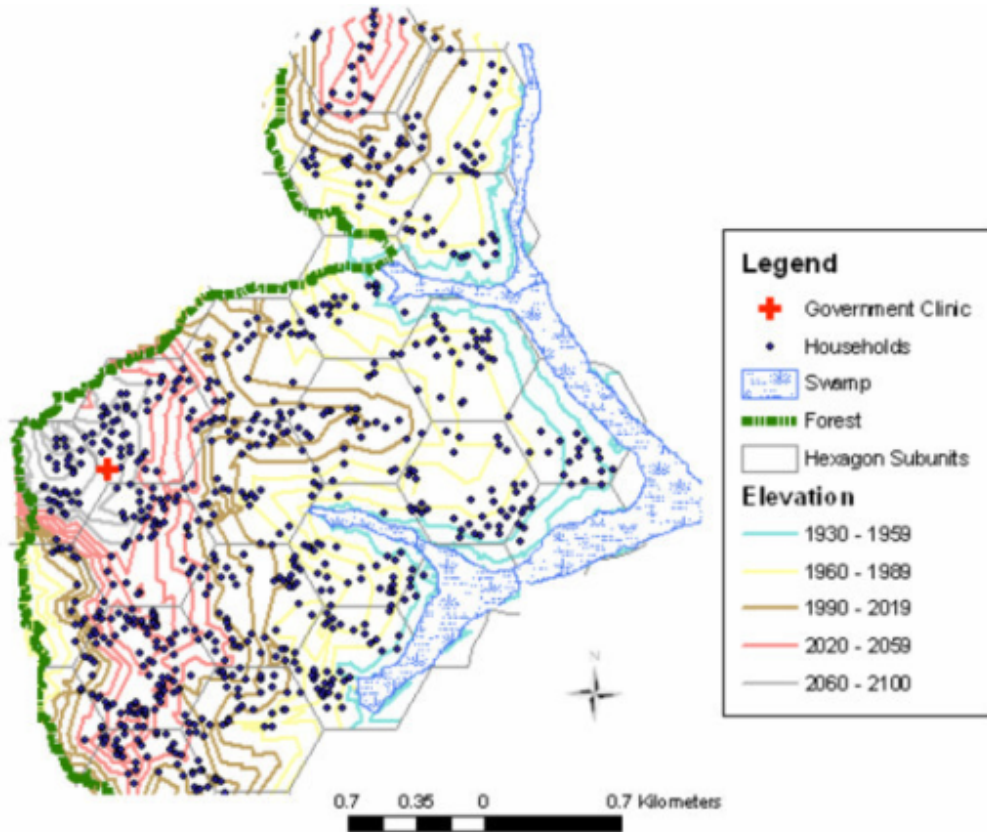 Legend
Government Clinic
Households
Swamp
Forest
Hexagon Subunits
Elevation
1930 - 1959
1960 - 1989
1990 - 2019
2020 - 2059
2060 - 2100
N
0.7 0.35 0 0.7 Kilometers